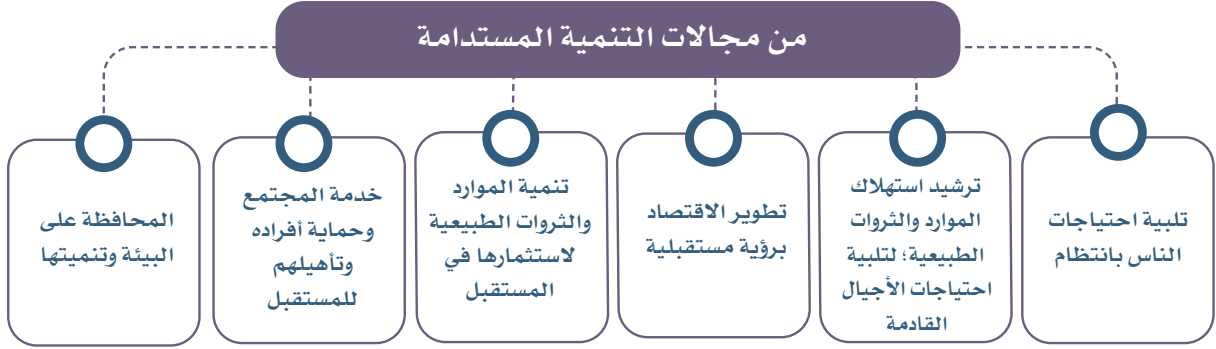 من مجالات التنمية المستدامة
تلبية احتياجات
الناس بانتظام
ترشيد استهلاك
الموارد والثروات
الطبيعية؛ لتلبية
احتياجات الأجيال
القادمة
تطوير الاقتصاد
برؤية مستقبلية
تنمية الموارد
والثروات الطبيعية
لاستثمارها في
المستقبل
خدمة المجتمع
وحماية أفراده
وتأهيلهم
للمستقبل
المحافظة على
البيئة وتنميتها